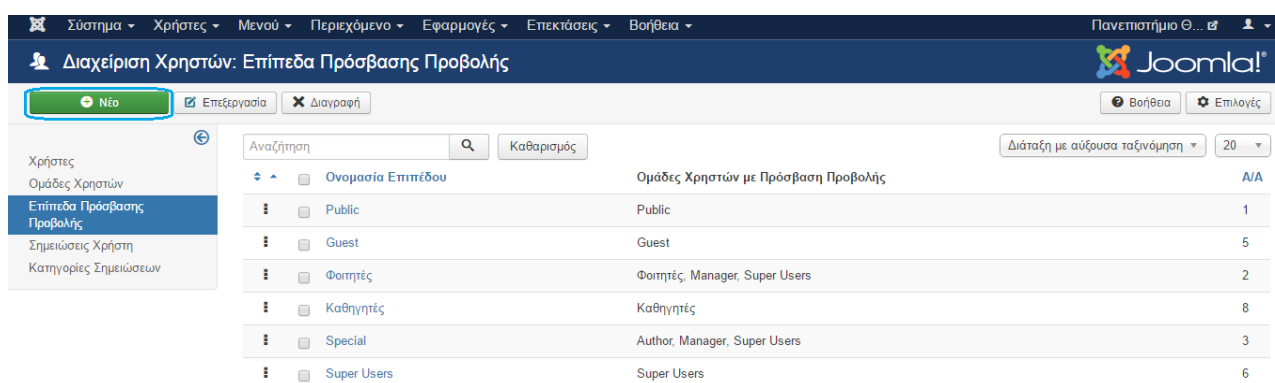 Σύστημα Χρήστες Μενού Περιεχόμενο Εφαρμογές Επεκτάσεις Βοήθεια Πανεπιστήμιο Θ...
Διαχείριση Χρηστών: Επίπεδα Πρόσβασης Προβολής Joomla!®
Νέο Επεξεργασία Διαγραφή Βοήθεια Επιλογές
Αναζήτηση Καθαρισμός Διάταξη με αύξουσα ταξινόμηση 20
Χρήστες
Ομάδες Χρηστών
Επίπεδα Πρόσβασης
Προβολής
Σημειώσεις Χρήστη
Κατηγορίες Σημειώσεων
Ονομασία Επιπέδου Ομάδες Χρηστών με Πρόσβαση Προβολής Α/Α
Public Public 1
Guest Guest 5
Φοιτητές Φοιτητές, Manager, Super Users 2
Καθηγητές Καθηγητές 8
Special Author, Manager, Super Users 3
Super Users Super Users 6